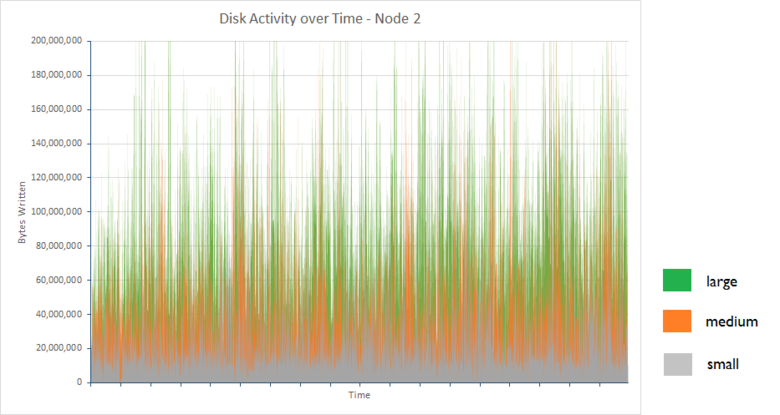 Disk Activity over Time - Node 2
200,000,000
180,000,000
160,000,000
140,000,000
120,000,000
100,000,000
80,000,000
60,000,000
40,000,000
20,000,000
0
Bytes Written
Time
large
medium
small